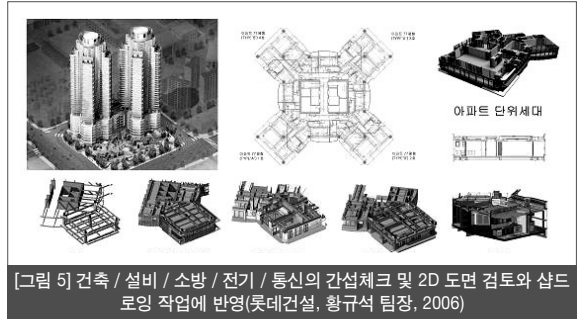 아파트 단위세대
[그림 5] 건축 / 설비 / 소방 / 전기 / 통신의 간섭체크 및 2D 도면 검토와 샵드
로잉 작업에 반영(롯데건설, 황규석 팀장, 2006)